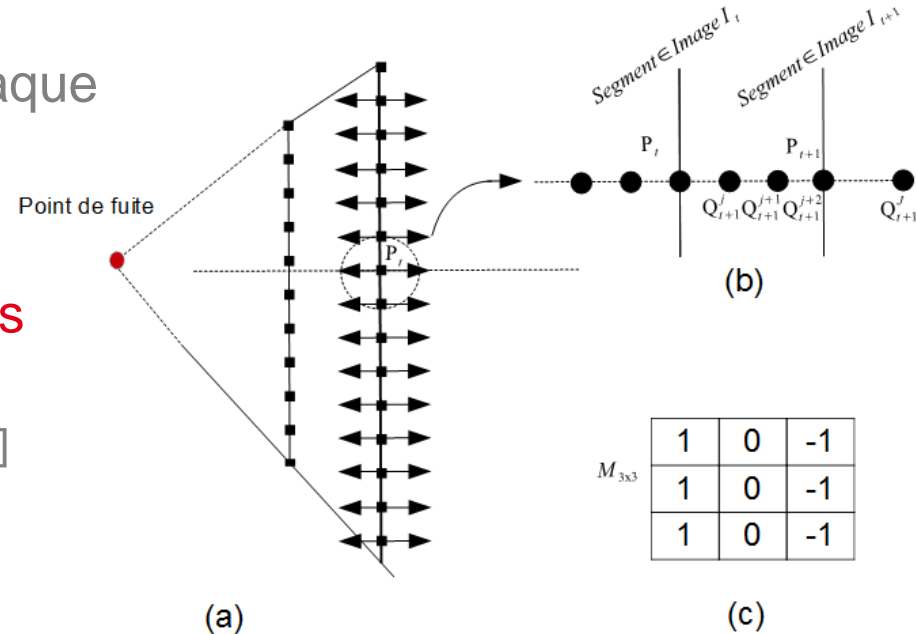 aque
Point de fuite
s
]
P_t
(a)
Segment ∈ Image I_t
Segment ∈ Image I_{t+1}
P_t
P_{t+1}
Q^j_{t+1} Q^{j+1}_{t+1} Q^{j+2}_{t+1} Q^J_{t+1}
(b)
M_{3x3}
1 0 -1
1 0 -1
1 0 -1
(c)